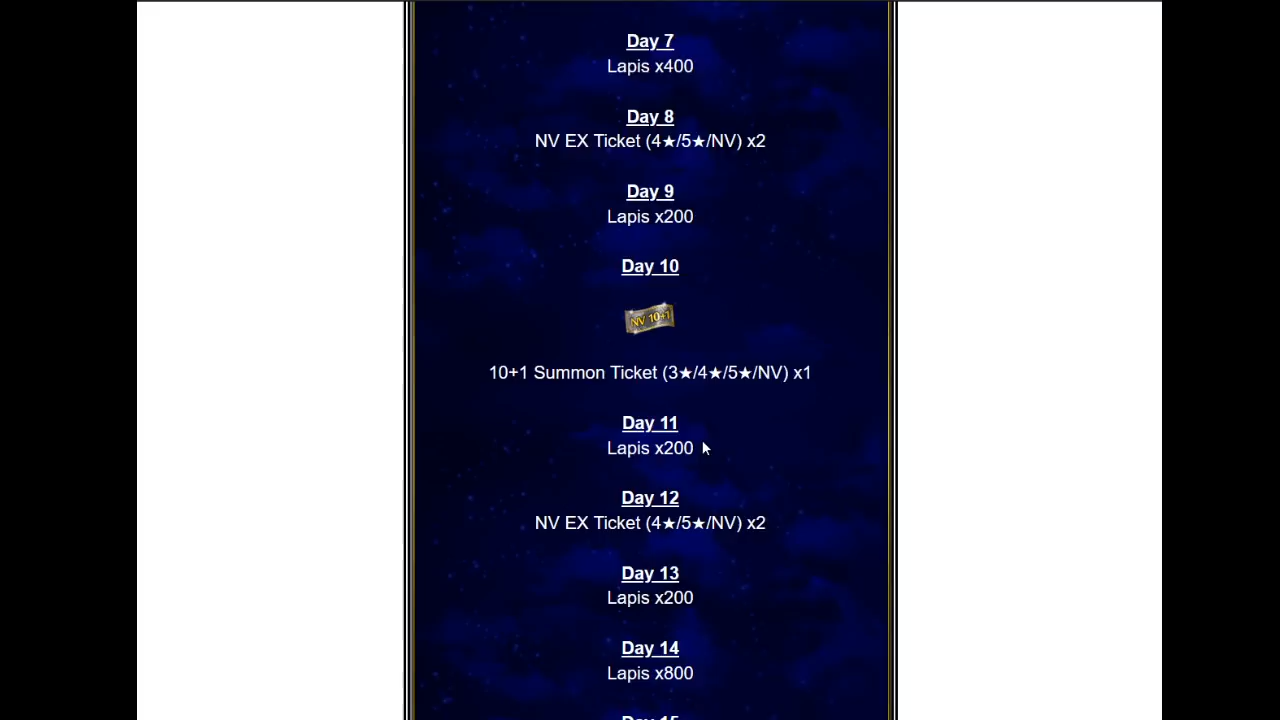 Day 7
Lapis x400
Day 8
NV EX Ticket (4★/5★/NV) x2
Day 9
Lapis x200
Day 10
NV 10+1
10+1 Summon Ticket (3★/4★/5★/NV) x1
Day 11
Lapis x200
Day 12
NV EX Ticket (4★/5★/NV) x2
Day 13
Lapis x200
Day 14
Lapis x800
Day 15